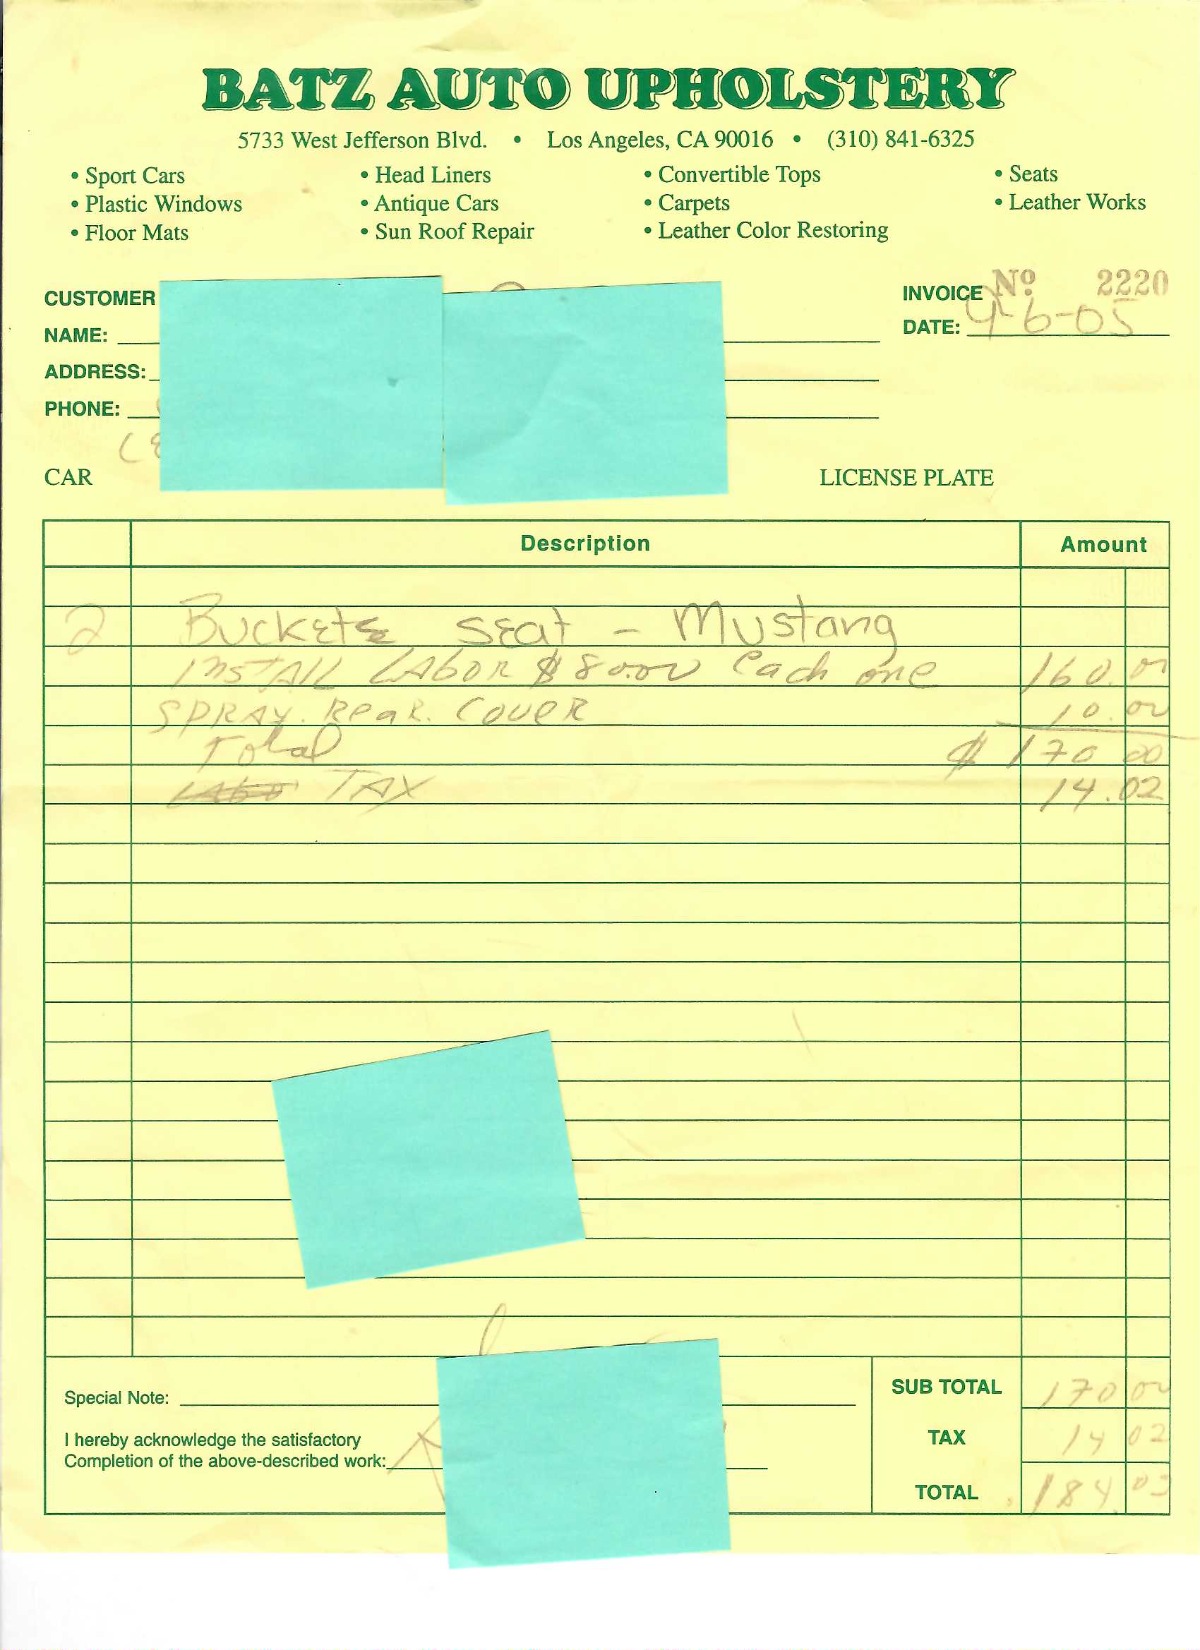 BATZ AUTO UPHOLSTERY
5733 West Jefferson Blvd. • Los Angeles, CA 90016 • (310) 841-6325
• Sport Cars • Head Liners • Convertible Tops • Seats
• Plastic Windows • Antique Cars • Carpets • Leather Works
• Floor Mats • Sun Roof Repair • Leather Color Restoring
CUSTOMER INVOICE Nº 2220
NAME: DATE: 4-6-05
ADDRESS:
PHONE:
CAR LICENSE PLATE
Description Amount
2 Buckets seat - Mustang
INSTALL LABOR $80.00 Each one 160.00
SPRAY. Rear. COVER 10.00
Total $170 00
TAX 14.02
Special Note: SUB TOTAL 170 00
I hereby acknowledge the satisfactory
Completion of the above-described work: TAX 14 02
TOTAL 184.